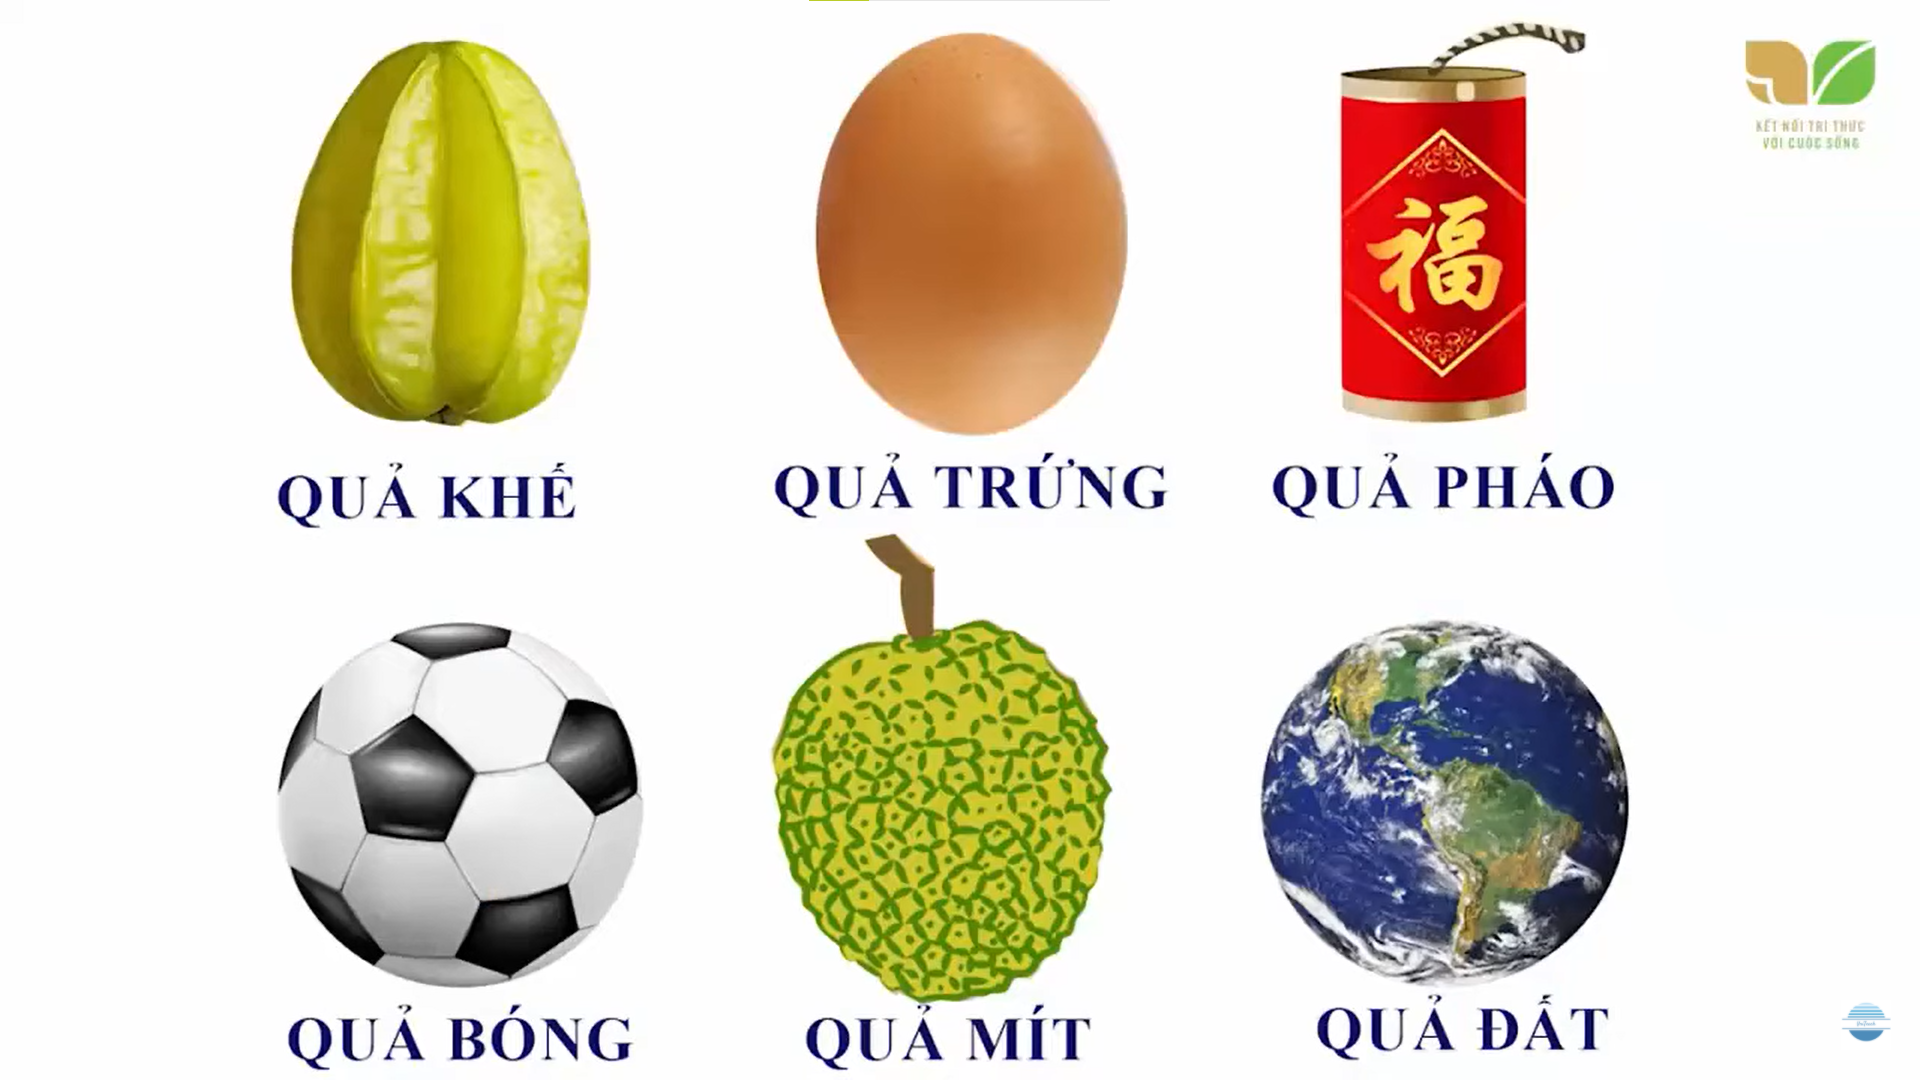 KẾT NỐI TRI THỨC
VỚI CUỘC SỐNG
福
QUẢ KHẾ
QUẢ TRỨNG
QUẢ PHÁO
QUẢ BÓNG
QUẢ MÍT
QUẢ ĐẤT